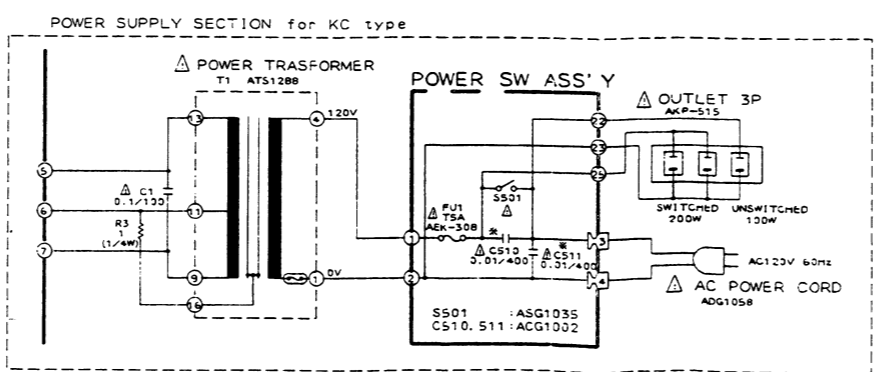 POWER SUPPLY SECTION for KC type
⚠ POWER TRASFORMER
T1 ATS1288
POWER SW ASS'Y
⚠ OUTLET 3P
AKP-515
13
4
120V
22
23
25
5
⚠ C1
0.1/100
S501
⚠
SWITCHED
200W
UNSWITCHED
100W
6
11
R3
1
(1/4W)
⚠ FU1
T5A
AEK-308
1
*
⚠ C510
0.01/400
*
⚠ C511
0.01/400
3
7
9
1
0V
2
4
AC120V 60Hz
⚠ AC POWER CORD
ADG1058
16
S501 :ASG1035
C510, 511 :ACG1002